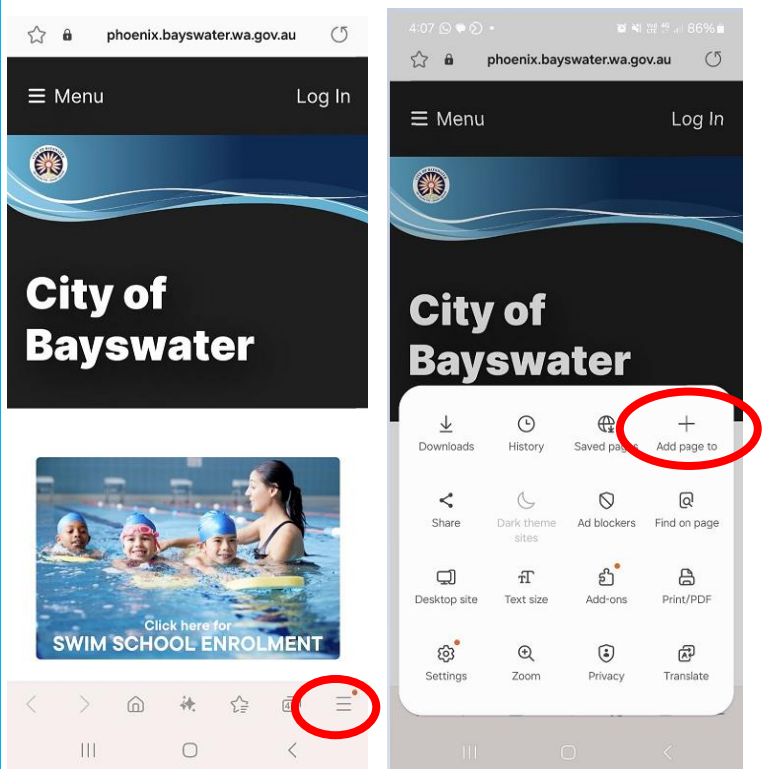 phoenix.bayswater.wa.gov.au
Menu
Log In
City of
Bayswater
Click here for
SWIM SCHOOL ENROLMENT
4:07
86%
phoenix.bayswater.wa.gov.au
Menu
Log In
City of
Bayswater
Downloads
History
Saved pages
Add page to
Share
Dark theme
sites
Ad blockers
Find on page
Desktop site
Text size
Add-ons
Print/PDF
Settings
Zoom
Privacy
Translate